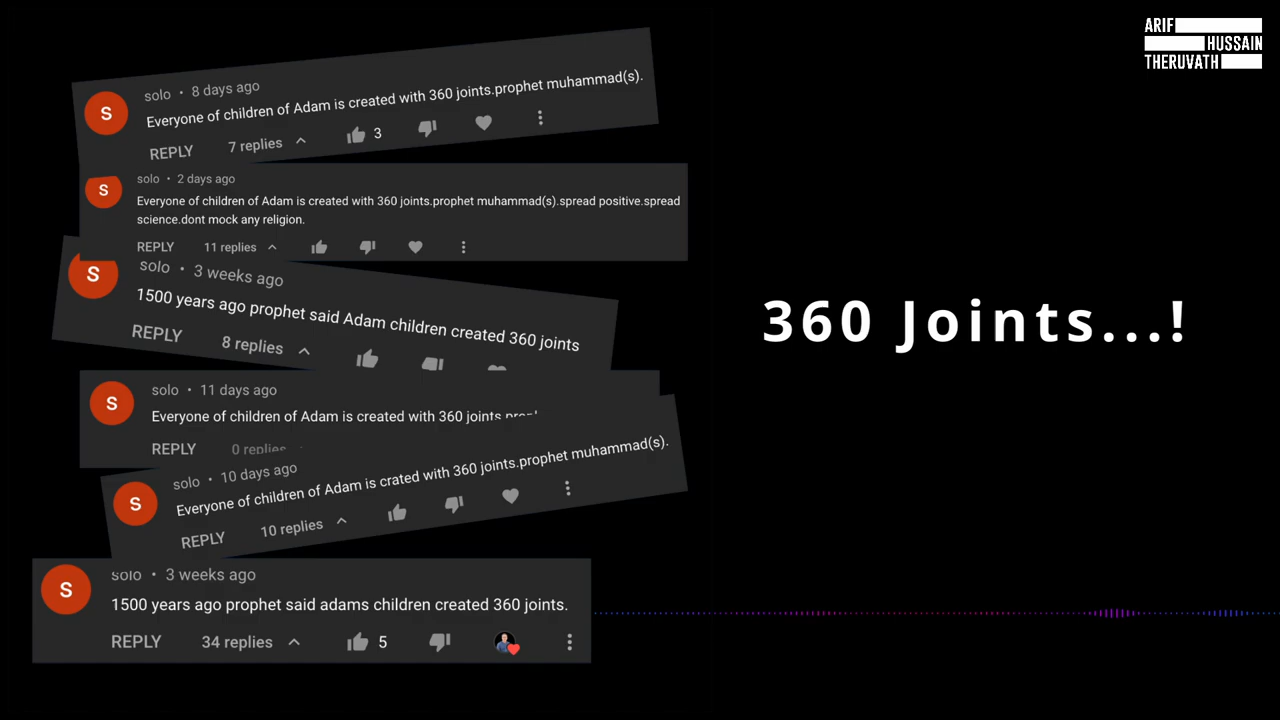 ARIF
HUSSAIN
THERUVATH
S
solo • 8 days ago
Everyone of children of Adam is created with 360 joints.prophet muhammad(s).
REPLY 7 replies 3
S
solo • 2 days ago
Everyone of children of Adam is created with 360 joints.prophet muhammad(s).spread positive.spread
science.dont mock any religion.
REPLY 11 replies
S
solo • 3 weeks ago
1500 years ago prophet said Adam children created 360 joints
REPLY 8 replies
S
solo • 11 days ago
Everyone of children of Adam is created with 360 joints
REPLY 0 replies
S
solo • 10 days ago
Everyone of children of Adam is crated with 360 joints.prophet muhammad(s).
REPLY 10 replies
S
solo • 3 weeks ago
1500 years ago prophet said adams children created 360 joints.
REPLY 34 replies 5
360 Joints...!